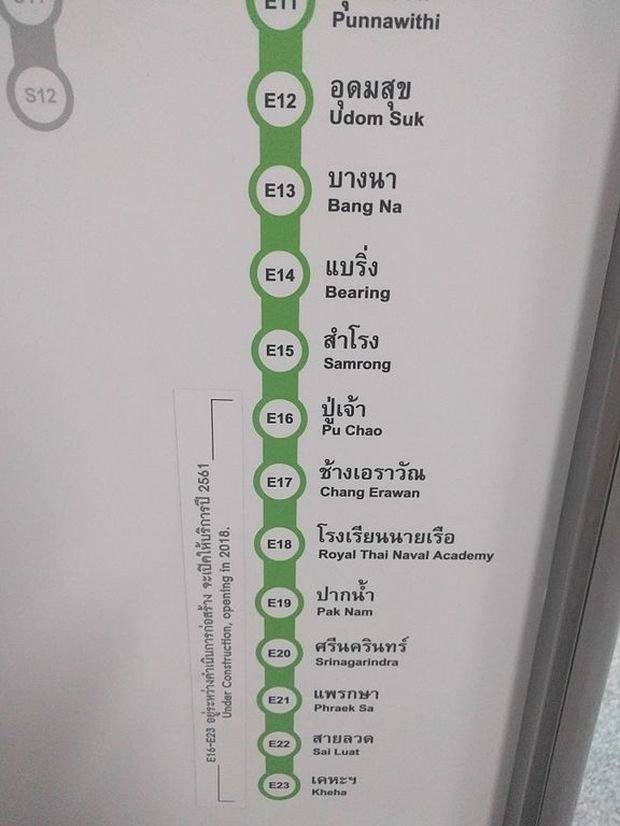 E11
Punnawithi
S12
E12
อุดมสุข
Udom Suk
E13
บางนา
Bang Na
E14
แบริ่ง
Bearing
E15
สำโรง
Samrong
E16
ปู่เจ้า
Pu Chao
E17
ช้างเอราวัณ
Chang Erawan
E18
โรงเรียนนายเรือ
Royal Thai Naval Academy
E19
ปากน้ำ
Pak Nam
E20
ศรีนครินทร์
Srinagarindra
E21
แพรกษา
Phraek Sa
E22
สายลวด
Sai Luat
E23
เคหะฯ
Kheha
E16-E23 อยู่ระหว่างดำเนินการก่อสร้าง จะเปิดให้บริการปี 2561
Under Construction, opening in 2018.